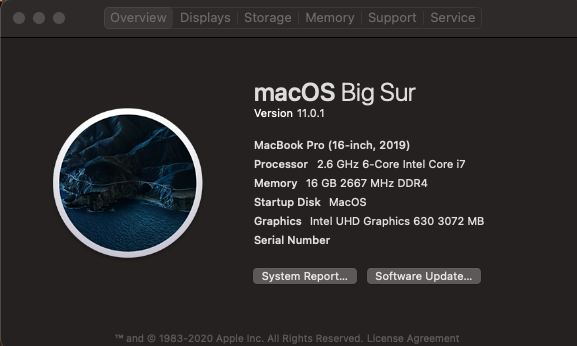 Overview Displays Storage Memory Support Service
macOS Big Sur
Version 11.0.1
MacBook Pro (16-inch, 2019)
Processor 2.6 GHz 6-Core Intel Core i7
Memory 16 GB 2667 MHz DDR4
Startup Disk MacOS
Graphics Intel UHD Graphics 630 3072 MB
Serial Number
System Report... Software Update...
™ and © 1983-2020 Apple Inc. All Rights Reserved. License Agreement